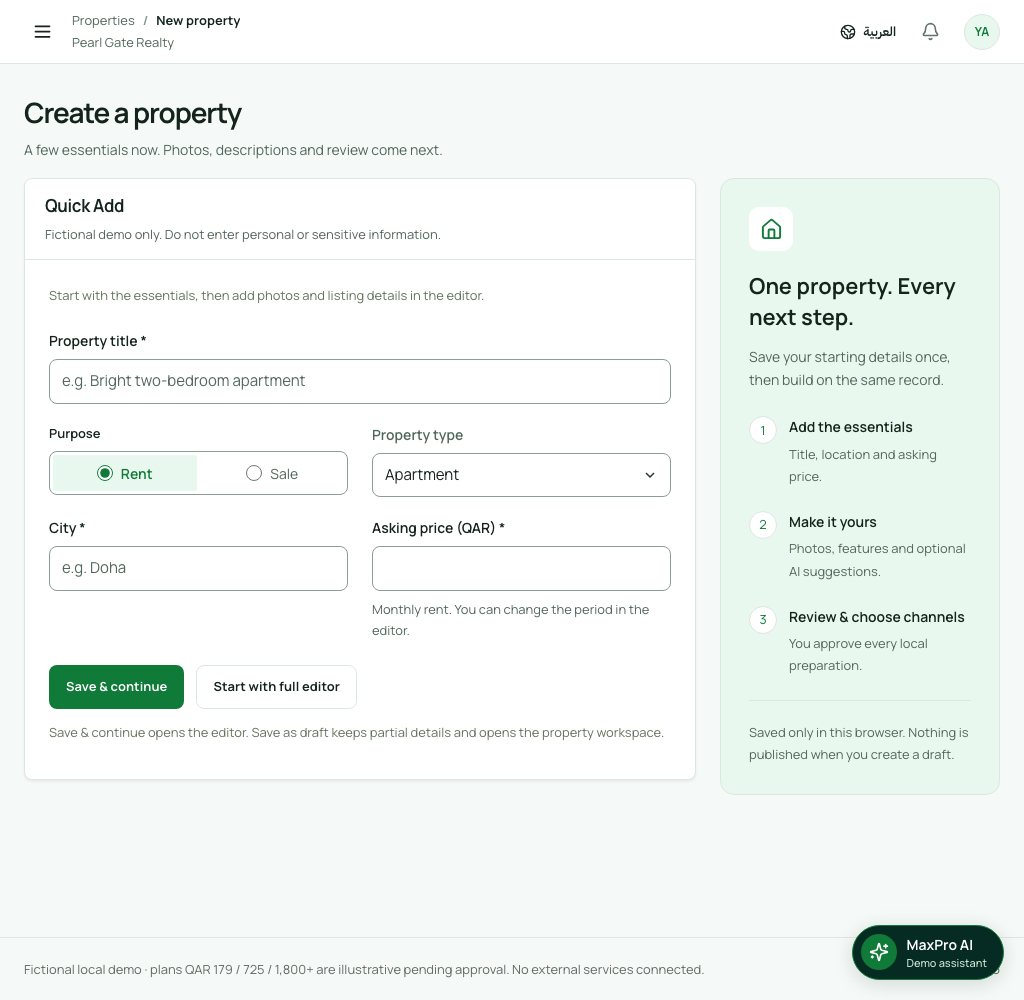 Properties / New property
Pearl Gate Realty
العربية
YA
Create a property
A few essentials now. Photos, descriptions and review come next.
Quick Add
Fictional demo only. Do not enter personal or sensitive information.
Start with the essentials, then add photos and listing details in the editor.
Property title *
e.g. Bright two-bedroom apartment
Purpose
Rent
Sale
Property type
Apartment
City *
e.g. Doha
Asking price (QAR) *
Monthly rent. You can change the period in the
editor.
Save & continue
Start with full editor
Save & continue opens the editor. Save as draft keeps partial details and opens the property workspace.
One property. Every
next step.
Save your starting details once,
then build on the same record.
1
Add the essentials
Title, location and asking
price.
2
Make it yours
Photos, features and optional
AI suggestions.
3
Review & choose channels
You approve every local
preparation.
Saved only in this browser. Nothing is
published when you create a draft.
Fictional local demo · plans QAR 179 / 725 / 1,800+ are illustrative pending approval. No external services connected.
MaxPro AI
Demo assistant